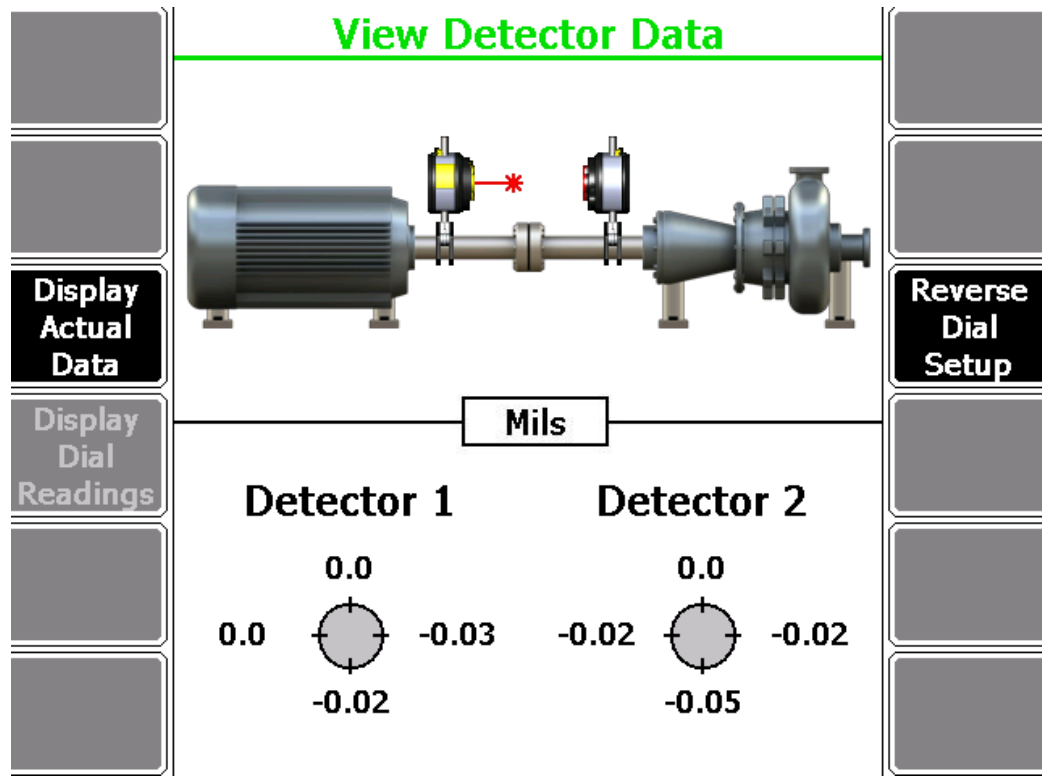 View Detector Data
Display
Actual
Data
Reverse
Dial
Setup
Display
Dial
Readings
Mils
Detector 1
Detector 2
0.0
0.0
0.0
-0.03
-0.02
-0.02
-0.02
-0.05